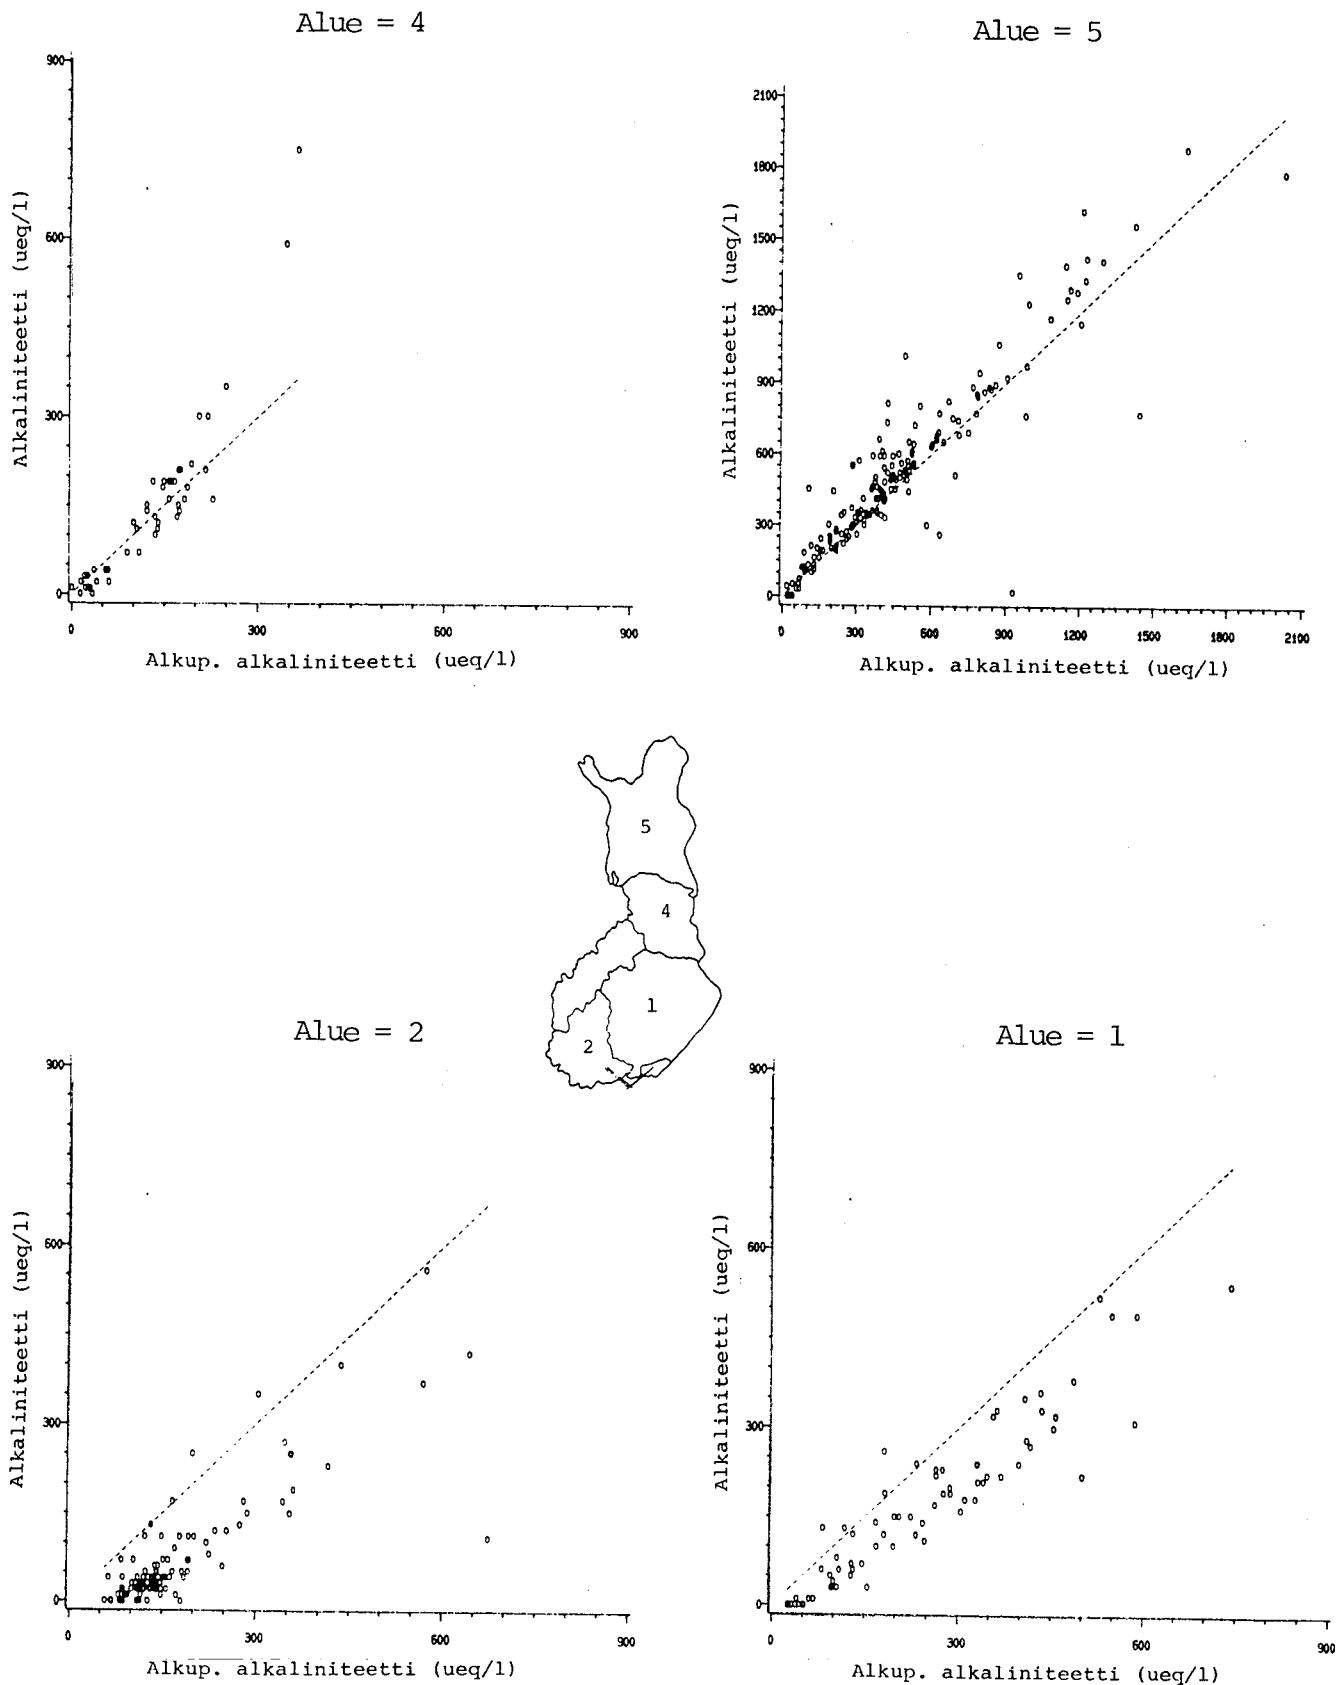 Alue = 4
900
600
300
0
Alkaliniteetti (ueq/l)
0 300 600 900
Alkup. alkaliniteetti (ueq/l)
Alue = 5
2100
1800
1500
1200
900
600
300
0
Alkaliniteetti (ueq/l)
0 300 600 900 1200 1500 1800 2100
Alkup. alkaliniteetti (ueq/l)
5
4
1
2
Alue = 2
900
600
300
0
Alkaliniteetti (ueq/l)
0 300 600 900
Alkup. alkaliniteetti (ueq/l)
Alue = 1
900
600
300
0
Alkaliniteetti (ueq/l)
0 300 600 900
Alkup. alkaliniteetti (ueq/l)